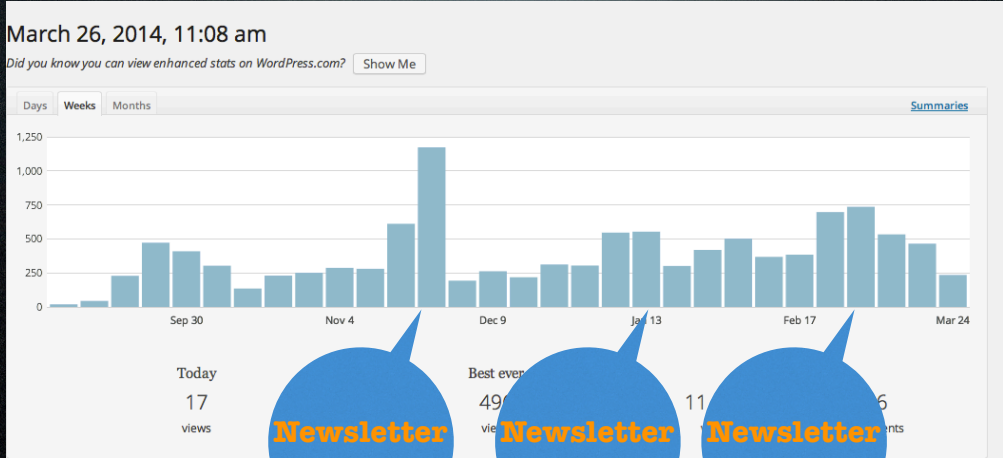 March 26, 2014, 11:08 am
Did you know you can view enhanced stats on WordPress.com? Show Me
Days Weeks Months Summaries
1,250
1,000
750
500
250
0
Sep 30 Nov 4 Dec 9 Jan 13 Feb 17 Mar 24
Today Best ever
17
views
Newsletter Newsletter Newsletter